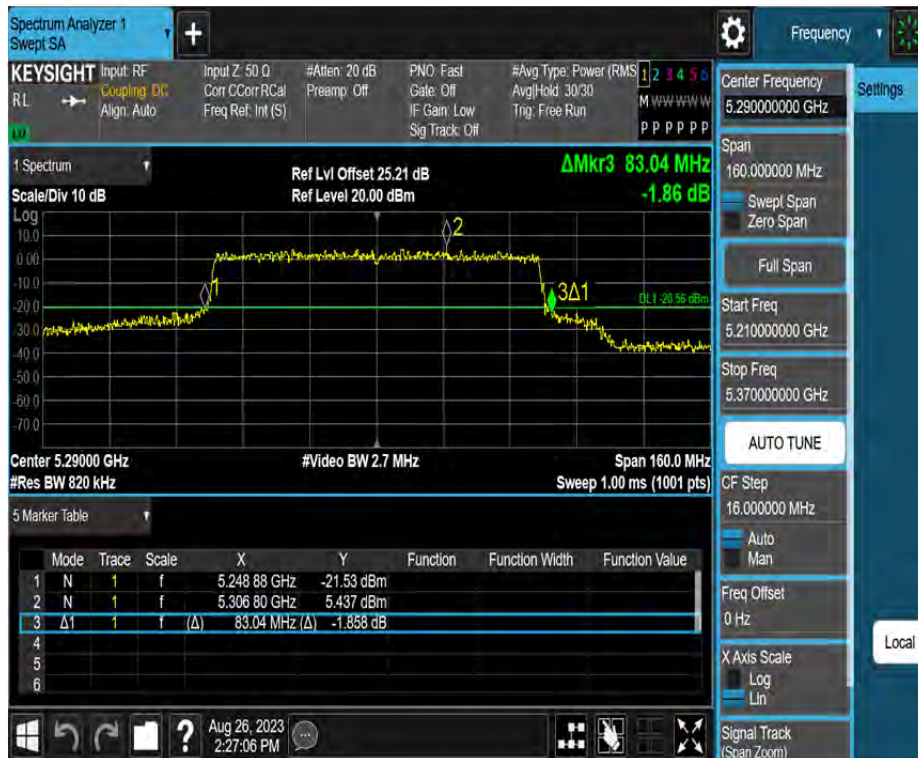 Spectrum Analyzer 1
Swept SA
+
Frequency
KEYSIGHT
RL
Input: RF
Coupling: DC
Align: Auto
Input Z: 50 Ω
Corr CCorr RCal
Freq Ref: Int (S)
#Atten: 20 dB
Preamp: Off
PNO: Fast
Gate: Off
IF Gain: Low
Sig Track: Off
#Avg Type: Power (RMS
Avg|Hold: 30/30
Trig: Free Run
1 2 3 4 5 6
M W W W W W
P P P P P P
1 Spectrum
Scale/Div 10 dB
Ref Lvl Offset 25.21 dB
Ref Level 20.00 dBm
ΔMkr3 83.04 MHz
-1.86 dB
Log
10.0
0.00
-10.0
-20.0
-30.0
-40.0
-50.0
-60.0
-70.0
1
2
3Δ1
DL1 -20.56 dBm
Center 5.29000 GHz
#Video BW 2.7 MHz
Span 160.0 MHz
#Res BW 820 kHz
Sweep 1.00 ms (1001 pts)
5 Marker Table
Mode Trace Scale X Y Function Function Width Function Value
1 N 1 f 5.248 88 GHz -21.53 dBm
2 N 1 f 5.306 80 GHz 5.437 dBm
3 Δ1 1 f (Δ) 83.04 MHz (Δ) -1.858 dB
4
5
6
?
Aug 26, 2023
2:27:06 PM
Center Frequency
5.290000000 GHz
Settings
Span
160.000000 MHz
Swept Span
Zero Span
Full Span
Start Freq
5.210000000 GHz
Stop Freq
5.370000000 GHz
AUTO TUNE
CF Step
16.000000 MHz
Auto
Man
Freq Offset
0 Hz
Local
X Axis Scale
Log
Lin
Signal Track
(Span Zoom)